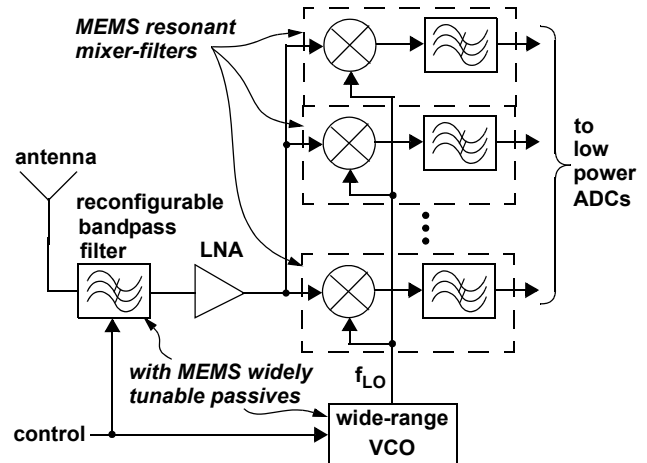 MEMS resonant
mixer-filters
to
low
power
ADCs
antenna
reconfigurable
bandpass
filter
LNA
with MEMS widely
tunable passives
fLO
control
wide-range
VCO